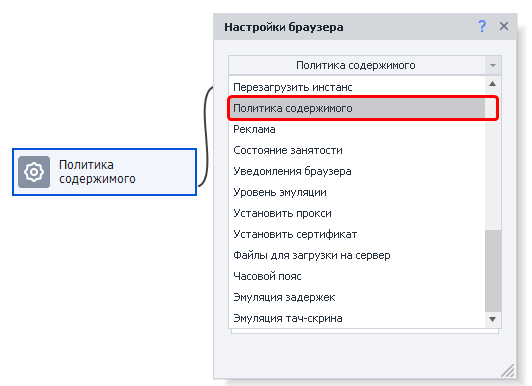 Настройки браузера
?
Политика содержимого
Перезагрузить инстанс
Политика содержимого
Реклама
Состояние занятости
Уведомления браузера
Уровень эмуляции
Установить прокси
Установить сертификат
Файлы для загрузки на сервер
Часовой пояс
Эмуляция задержек
Эмуляция тач-скрина
Политика
содержимого